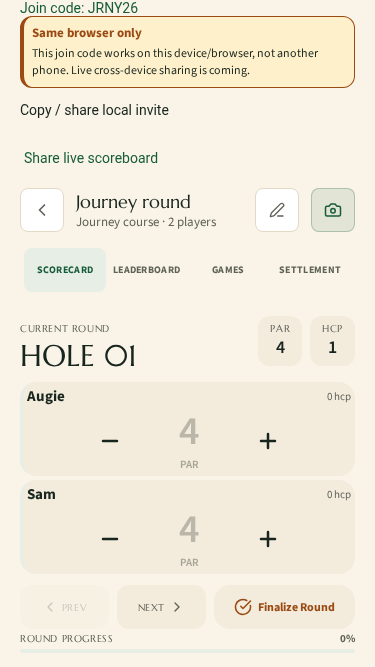 Join code: JRNY26
Same browser only
This join code works on this device/browser, not another
phone. Live cross-device sharing is coming.
Copy / share local invite
Share live scoreboard
Journey round
Journey course · 2 players
SCORECARD LEADERBOARD GAMES SETTLEMENT
CURRENT ROUND
HOLE 01
PAR
4
HCP
1
Augie
0 hcp
− 4 +
PAR
Sam
0 hcp
− 4 +
PAR
PREV NEXT Finalize Round
ROUND PROGRESS 0%